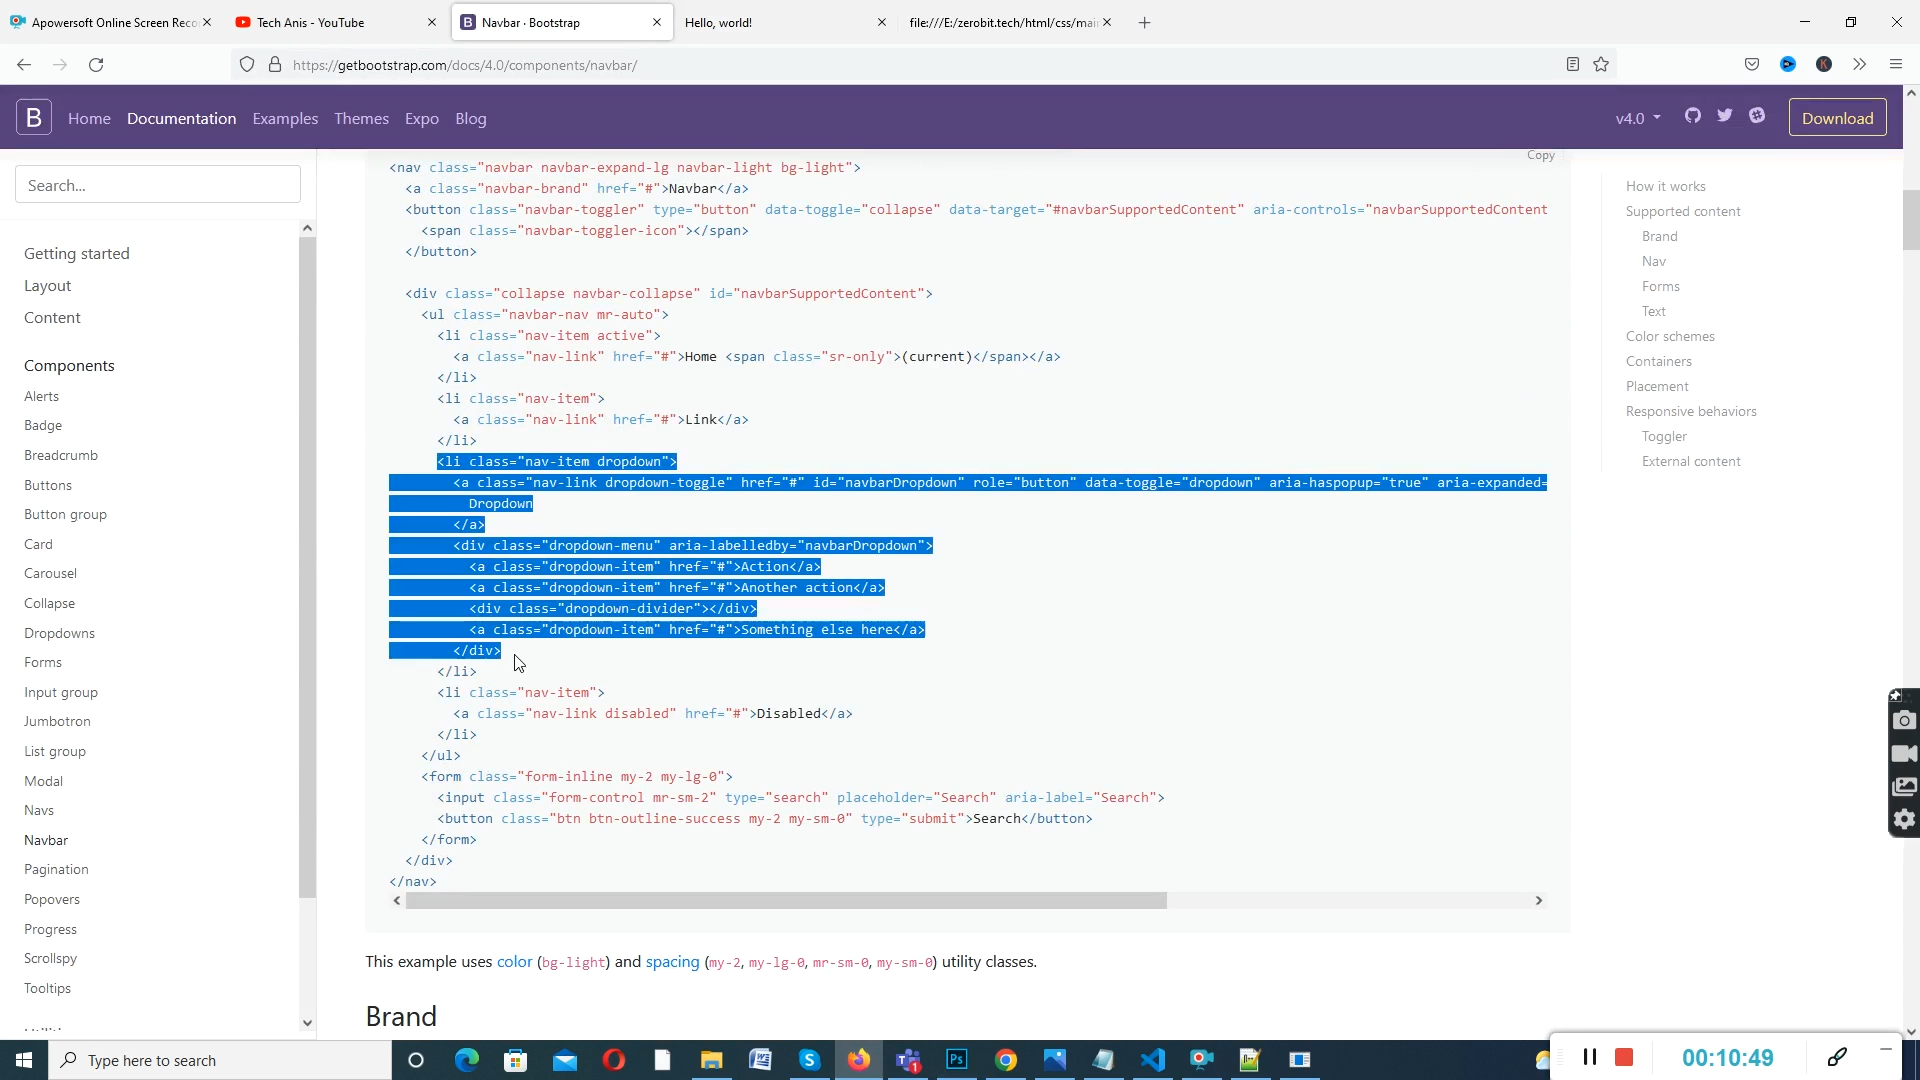 Apowersoft Online Screen Reco
Tech Anis - YouTube
Navbar · Bootstrap
Hello, world!
file:///E:/zerobit.tech/html/css/mai
https://getbootstrap.com/docs/4.0/components/navbar/
B Home Documentation Examples Themes Expo Blog v4.0 Download
Search...
Getting started
Layout
Content
Components
Alerts
Badge
Breadcrumb
Buttons
Button group
Card
Carousel
Collapse
Dropdowns
Forms
Input group
Jumbotron
List group
Modal
Navs
Navbar
Pagination
Popovers
Progress
Scrollspy
Tooltips
Copy
<nav class="navbar navbar-expand-lg navbar-light bg-light">
<a class="navbar-brand" href="#">Navbar</a>
<button class="navbar-toggler" type="button" data-toggle="collapse" data-target="#navbarSupportedContent" aria-controls="navbarSupportedContent
<span class="navbar-toggler-icon"></span>
</button>
<div class="collapse navbar-collapse" id="navbarSupportedContent">
<ul class="navbar-nav mr-auto">
<li class="nav-item active">
<a class="nav-link" href="#">Home <span class="sr-only">(current)</span></a>
</li>
<li class="nav-item">
<a class="nav-link" href="#">Link</a>
</li>
<li class="nav-item dropdown">
<a class="nav-link dropdown-toggle" href="#" id="navbarDropdown" role="button" data-toggle="dropdown" aria-haspopup="true" aria-expanded=
Dropdown
</a>
<div class="dropdown-menu" aria-labelledby="navbarDropdown">
<a class="dropdown-item" href="#">Action</a>
<a class="dropdown-item" href="#">Another action</a>
<div class="dropdown-divider"></div>
<a class="dropdown-item" href="#">Something else here</a>
</div>
</li>
<li class="nav-item">
<a class="nav-link disabled" href="#">Disabled</a>
</li>
</ul>
<form class="form-inline my-2 my-lg-0">
<input class="form-control mr-sm-2" type="search" placeholder="Search" aria-label="Search">
<button class="btn btn-outline-success my-2 my-sm-0" type="submit">Search</button>
</form>
</div>
</nav>
This example uses color (bg-light) and spacing (my-2, my-lg-0, mr-sm-0, my-sm-0) utility classes.
Brand
How it works
Supported content
Brand
Nav
Forms
Text
Color schemes
Containers
Placement
Responsive behaviors
Toggler
External content
Type here to search
00:10:49